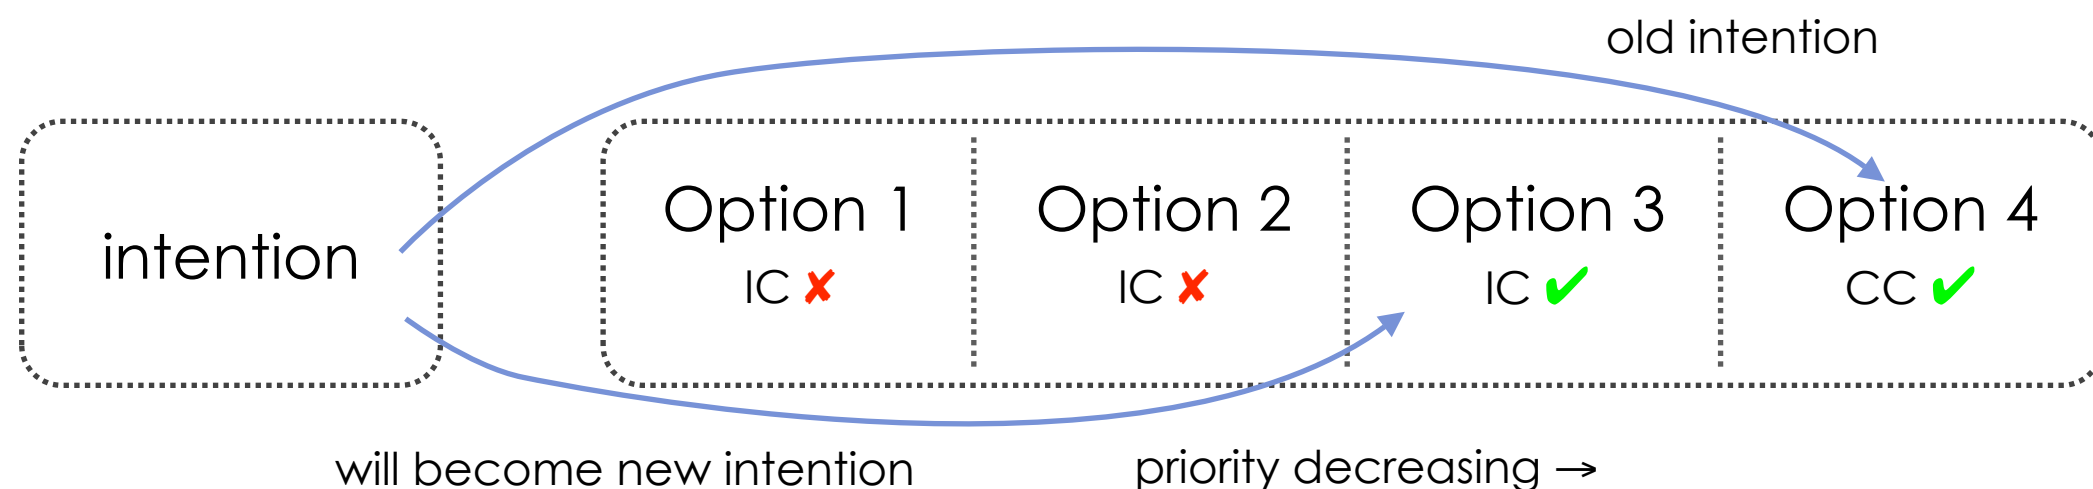 old intention
intention
Option 1
IC ✘
Option 2
IC ✘
Option 3
IC ✔
Option 4
CC ✔
will become new intention
priority decreasing →